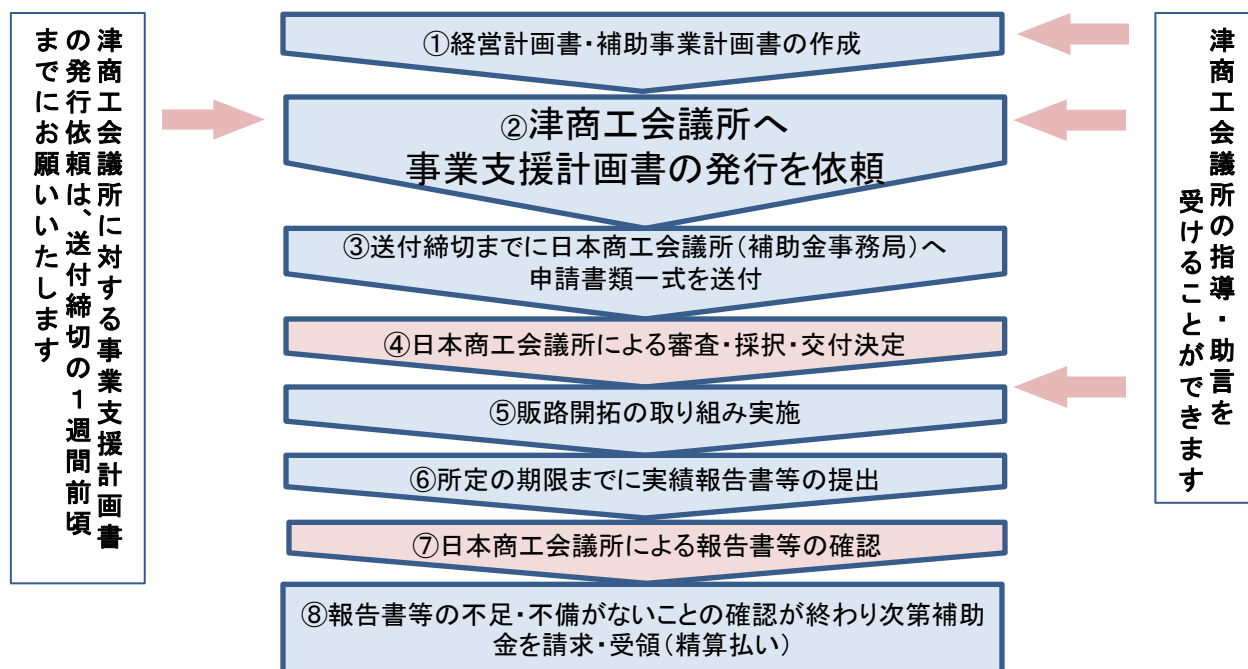 津商工会議所に対する事業支援計画書
の発行依頼は、送付締切の1週間前頃
までにお願いいたします
①経営計画書・補助事業計画書の作成
②津商工会議所へ
事業支援計画書の発行を依頼
③送付締切までに日本商工会議所(補助金事務局)へ
申請書類一式を送付
④日本商工会議所による審査・採択・交付決定
⑤販路開拓の取り組み実施
⑥所定の期限までに実績報告書等の提出
⑦日本商工会議所による報告書等の確認
⑧報告書等の不足・不備がないことの確認が終わり次第補助
金を請求・受領(精算払い)
津商工会議所の指導・助言を
受けることができます